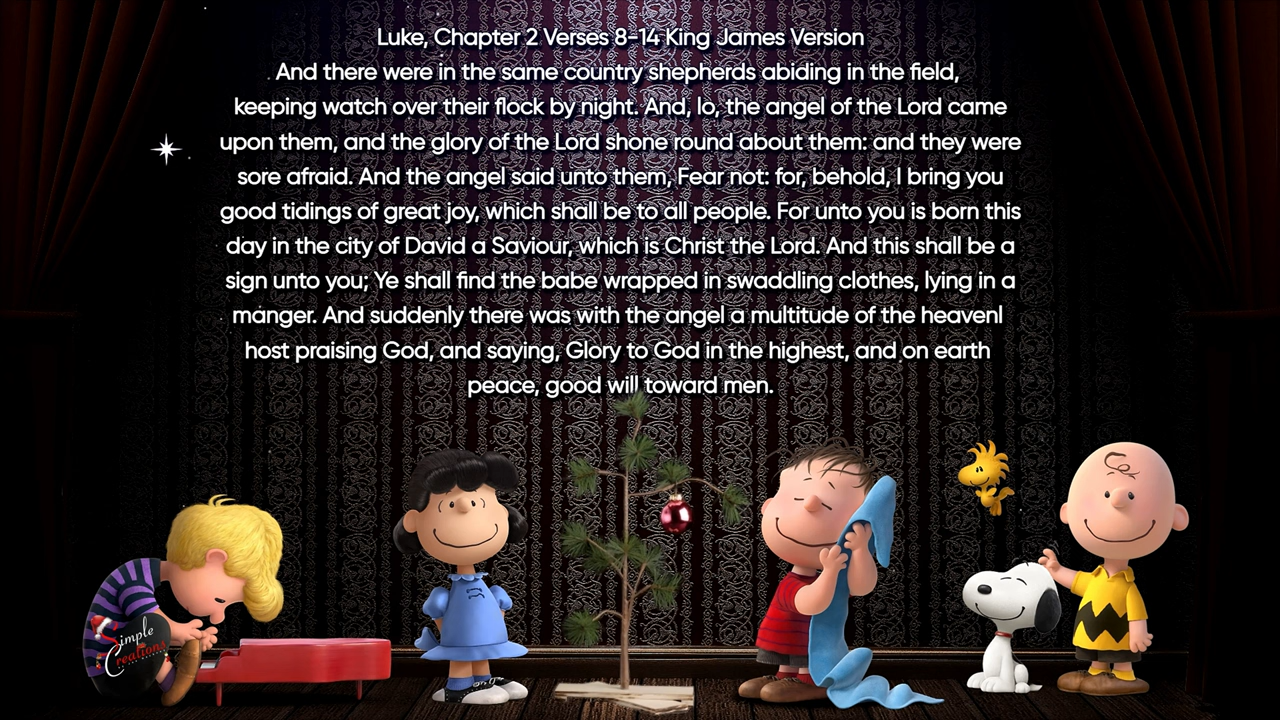 Luke, Chapter 2 Verses 8-14 King James Version
And there were in the same country shepherds abiding in the field,
keeping watch over their flock by night. And, lo, the angel of the Lord came
upon them, and the glory of the Lord shone round about them: and they were
sore afraid. And the angel said unto them, Fear not: for, behold, I bring you
good tidings of great joy, which shall be to all people. For unto you is born this
day in the city of David a Saviour, which is Christ the Lord. And this shall be a
sign unto you; Ye shall find the babe wrapped in swaddling clothes, lying in a
manger. And suddenly there was with the angel a multitude of the heavenl
host praising God, and saying, Glory to God in the highest, and on earth
peace, good will toward men.
Simple
Creations